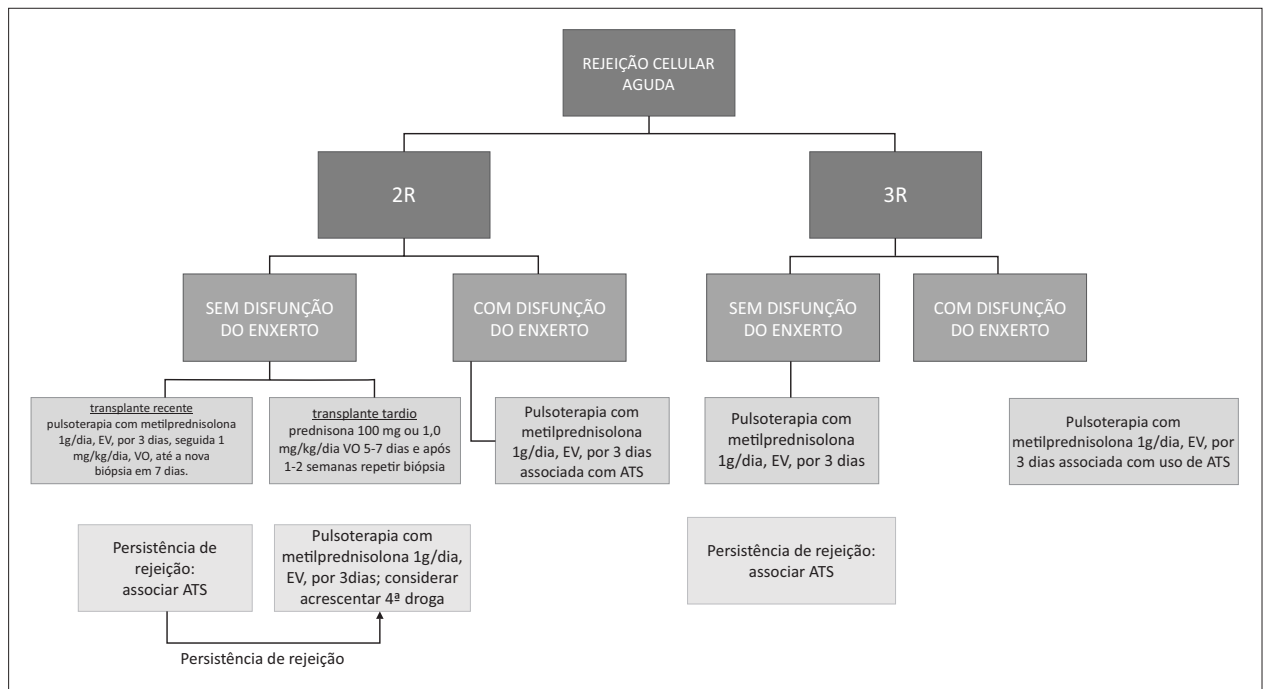 REJEIÇÃO CELULAR
AGUDA
2R
3R
SEM DISFUNÇÃO
DO ENXERTO
COM DISFUNÇÃO
DO ENXERTO
SEM DISFUNÇÃO
DO ENXERTO
COM DISFUNÇÃO
DO ENXERTO
transplante recente
pulsoterapia com metilprednisolona
1g/dia, EV, por 3 dias, seguida 1
mg/kg/dia, VO, até a nova
biópsia em 7 dias.
transplante tardio
prednisona 100 mg ou 1,0
mg/kg/dia VO 5-7 dias e após
1-2 semanas repetir biópsia
Pulsoterapia com
metilprednisolona
1g/dia, EV, por 3 dias
associada com ATS
Pulsoterapia com
metilprednisolona
1g/dia, EV, por 3 dias
Pulsoterapia com
metilprednisolona 1g/dia, EV, por
3 dias associada com uso de ATS
Persistência de
rejeição:
associar ATS
Pulsoterapia com
metilprednisolona 1g/dia,
EV, por 3dias; considerar
acrescentar 4ª droga
Persistência de rejeição:
associar ATS
Persistência de rejeição